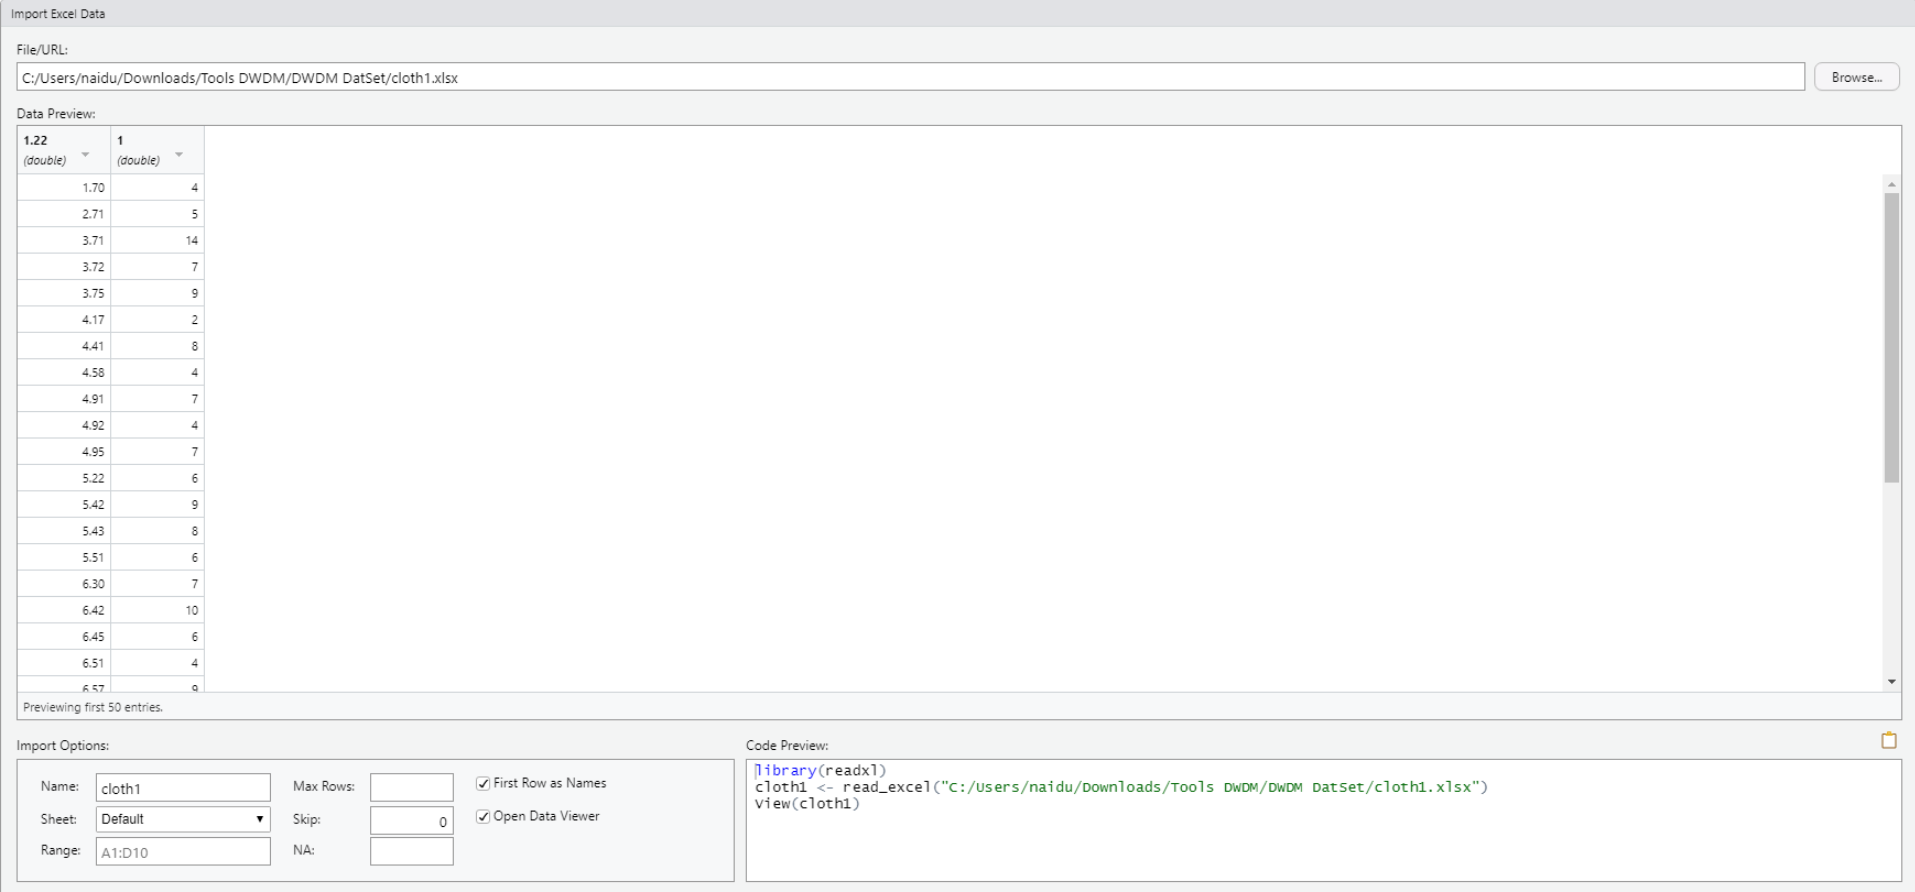 Import Excel Data
File/URL:
C:/Users/naidu/Downloads/Tools DWDM/DWDM DatSet/cloth1.xlsx
Browse...
Data Preview:
1.22 1
(double) (double)
1.70 4
2.71 5
3.71 14
3.72 7
3.75 9
4.17 2
4.41 8
4.58 4
4.91 7
4.92 4
4.95 7
5.22 6
5.42 9
5.43 8
5.51 6
6.30 7
6.42 10
6.45 6
6.51 4
6.57 9
Previewing first 50 entries.
Import Options:
Name: cloth1
Sheet: Default
Range: A1:D10
Max Rows:
Skip: 0
NA:
First Row as Names
Open Data Viewer
Code Preview:
library(readxl)
cloth1 <- read_excel("C:/Users/naidu/Downloads/Tools DWDM/DWDM DatSet/cloth1.xlsx")
View(cloth1)